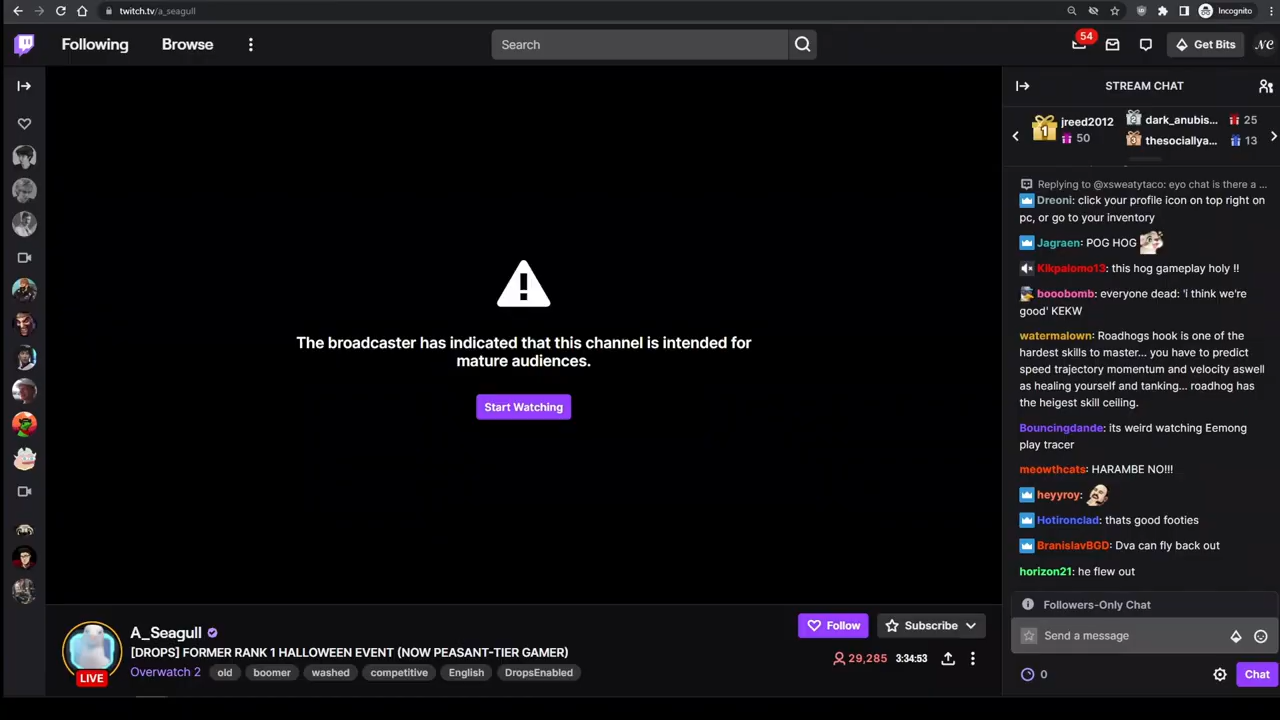 twitch.tv/a_seagull
Incognito
Following
Browse
Search
54
Get Bits
NC
STREAM CHAT
1
jreed2012
50
2
dark_anubis...
25
3
thesociallya...
13
Replying to @xsweatytaco: eyo chat is there a ...
Dreoni: click your profile icon on top right on
pc, or go to your inventory
Jagraen: POG HOG
Kikpalomo13: this hog gameplay holy !!
booobomb: everyone dead: 'i think we're
good' KEKW
watermalown: Roadhogs hook is one of the
hardest skills to master... you have to predict
speed trajectory momentum and velocity aswell
as healing yourself and tanking... roadhog has
the heigest skill ceiling.
Bouncingdande: its weird watching Eemong
play tracer
meowthcats: HARAMBE NO!!!
heyyroy:
Hotironclad: thats good footies
BranislavBGD: Dva can fly back out
horizon21: he flew out
Followers-Only Chat
Send a message
0
Chat
The broadcaster has indicated that this channel is intended for
mature audiences.
Start Watching
LIVE
A_Seagull
[DROPS] FORMER RANK 1 HALLOWEEN EVENT (NOW PEASANT-TIER GAMER)
Overwatch 2
old
boomer
washed
competitive
English
DropsEnabled
Follow
Subscribe
29,285
3:34:53